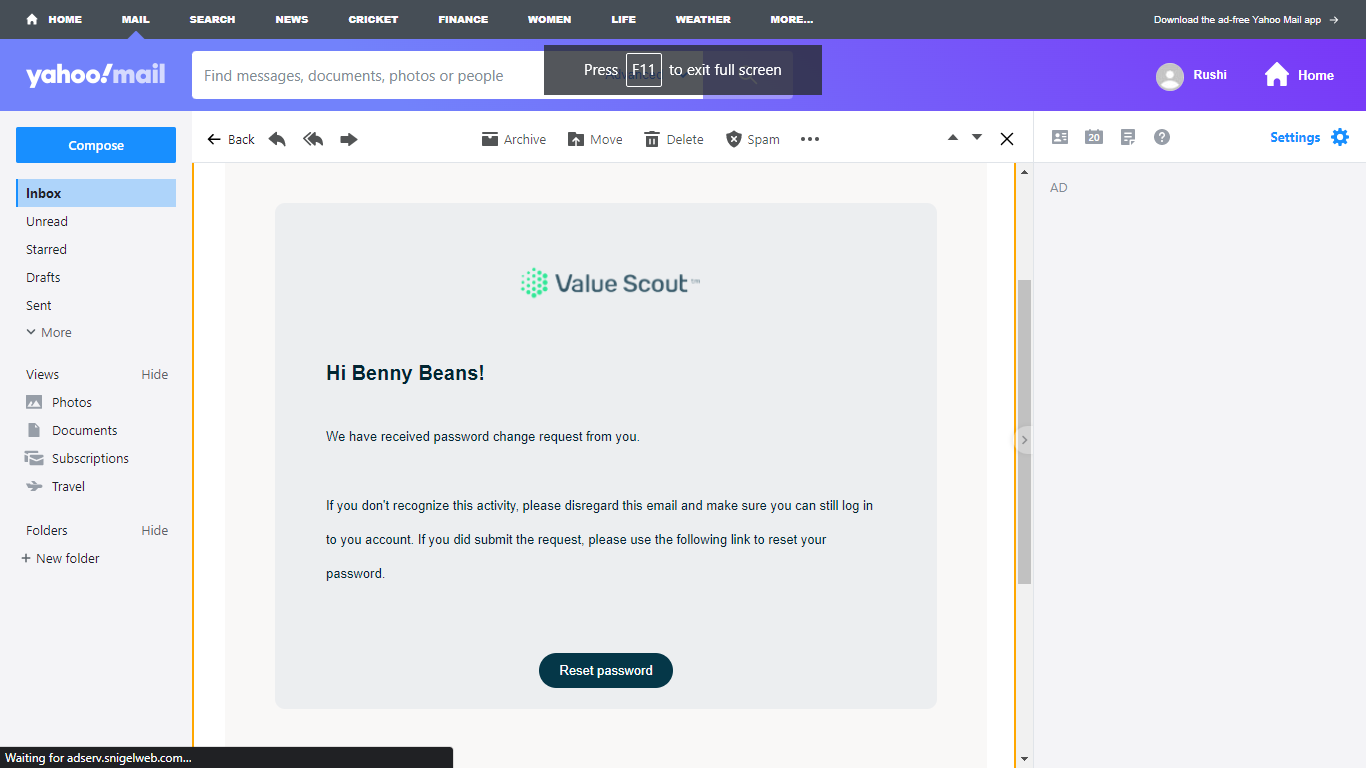 HOME MAIL SEARCH NEWS CRICKET FINANCE WOMEN LIFE WEATHER MORE... Download the ad-free Yahoo Mail app →
yahoo!mail Find messages, documents, photos or people Press F11 to exit full screen Rushi Home
Compose Back Archive Move Delete Spam 20 Settings
Inbox
AD
Unread
Starred
Drafts
Sent
More
Views Hide
Photos
Documents
Subscriptions
Travel
Folders Hide
+ New folder
Value Scout™
Hi Benny Beans!
We have received password change request from you.
If you don't recognize this activity, please disregard this email and make sure you can still log in
to you account. If you did submit the request, please use the following link to reset your
password.
Reset password
Waiting for adserv.snigelweb.com...